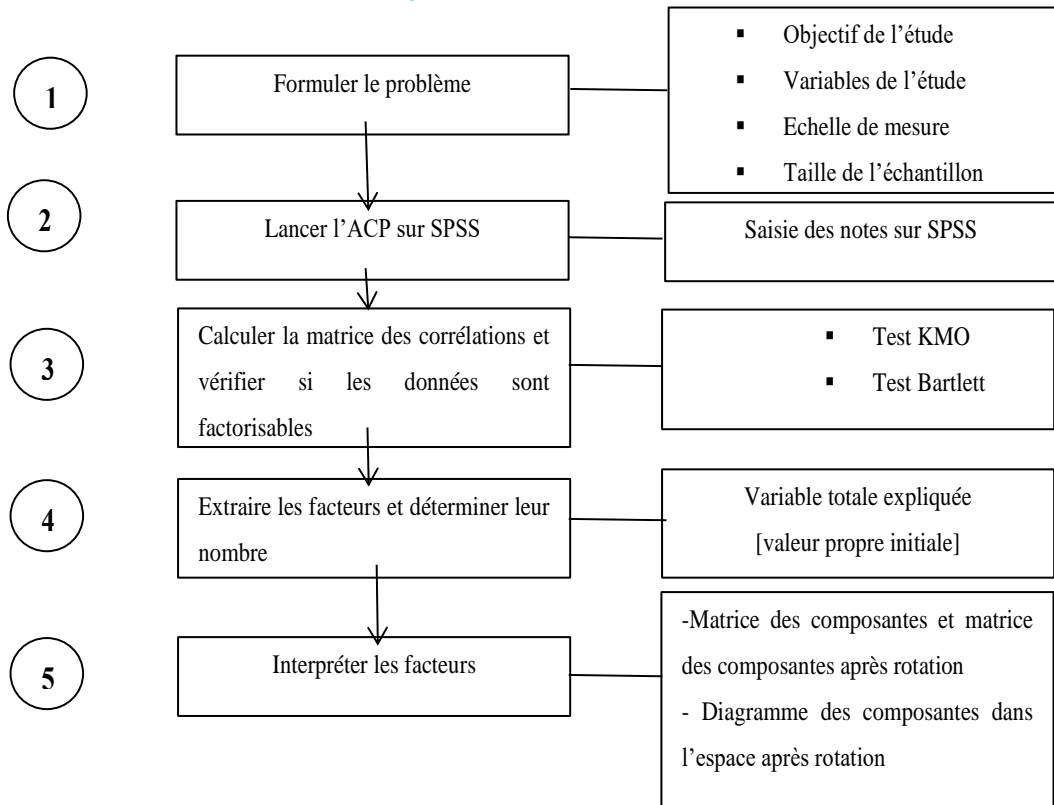 1
Formuler le problème
▪ Objectif de l’étude
▪ Variables de l’étude
▪ Echelle de mesure
▪ Taille de l’échantillon
2
Lancer l’ACP sur SPSS
Saisie des notes sur SPSS
3
Calculer la matrice des corrélations et
vérifier si les données sont
factorisables
▪ Test KMO
▪ Test Bartlett
4
Extraire les facteurs et déterminer leur
nombre
Variable totale expliquée
[valeur propre initiale]
5
Interpréter les facteurs
-Matrice des composantes et matrice
des composantes après rotation
- Diagramme des composantes dans
l’espace après rotation